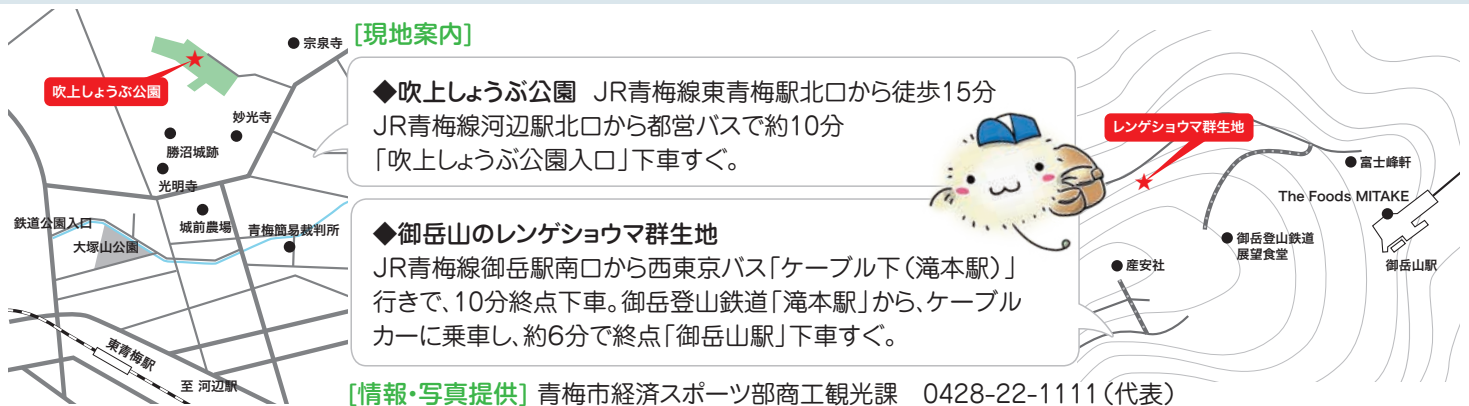 宗泉寺
吹上しょうぶ公園
妙光寺
勝沼城跡
光明寺
鉄道公園入口
城前農場
青梅簡易裁判所
大塚山公園
東青梅駅
至 河辺駅
[現地案内]
◆吹上しょうぶ公園 JR青梅線東青梅駅北口から徒歩15分
JR青梅線河辺駅北口から都営バスで約10分
「吹上しょうぶ公園入口」下車すぐ。
◆御岳山のレンゲショウマ群生地
JR青梅線御岳駅南口から西東京バス「ケーブル下(滝本駅)」
行きで、10分終点下車。御岳登山鉄道「滝本駅」から、ケーブル
カーに乗車し、約6分で終点「御岳山駅」下車すぐ。
[情報・写真提供] 青梅市経済スポーツ部商工観光課 0428-22-1111(代表)
レンゲショウマ群生地
富士峰軒
The Foods MITAKE
御岳登山鉄道
展望食堂
御岳山駅
産安社